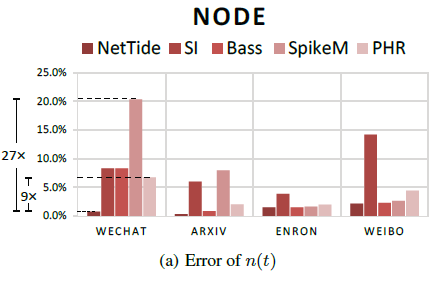 NODE
NetTide SI Bass SpikeM PHR
25.0%
20.0%
15.0%
10.0%
5.0%
0.0%
27×
9×
WECHAT ARXIV ENRON WEIBO
(a) Error of n(t)